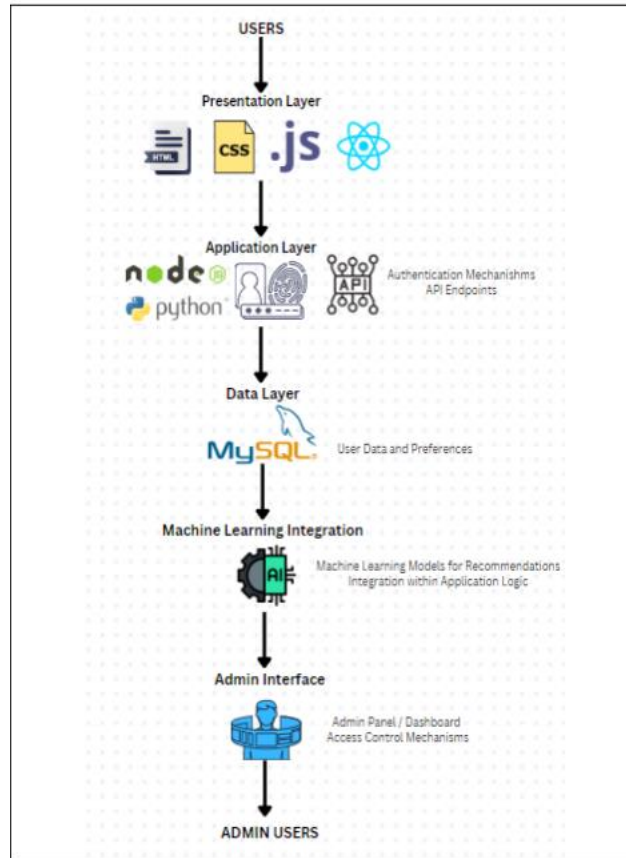 USERS
Presentation Layer
HTML
CSS
.js
Application Layer
node
JS
python
API
Authentication Mechanishms
API Endpoints
Data Layer
MySQL
User Data and Preferences
Machine Learning Integration
AI
Machine Learning Models for Recommendations
Integration within Application Logic
Admin Interface
Admin Panel / Dashboard
Access Control Mechanisms
ADMIN USERS